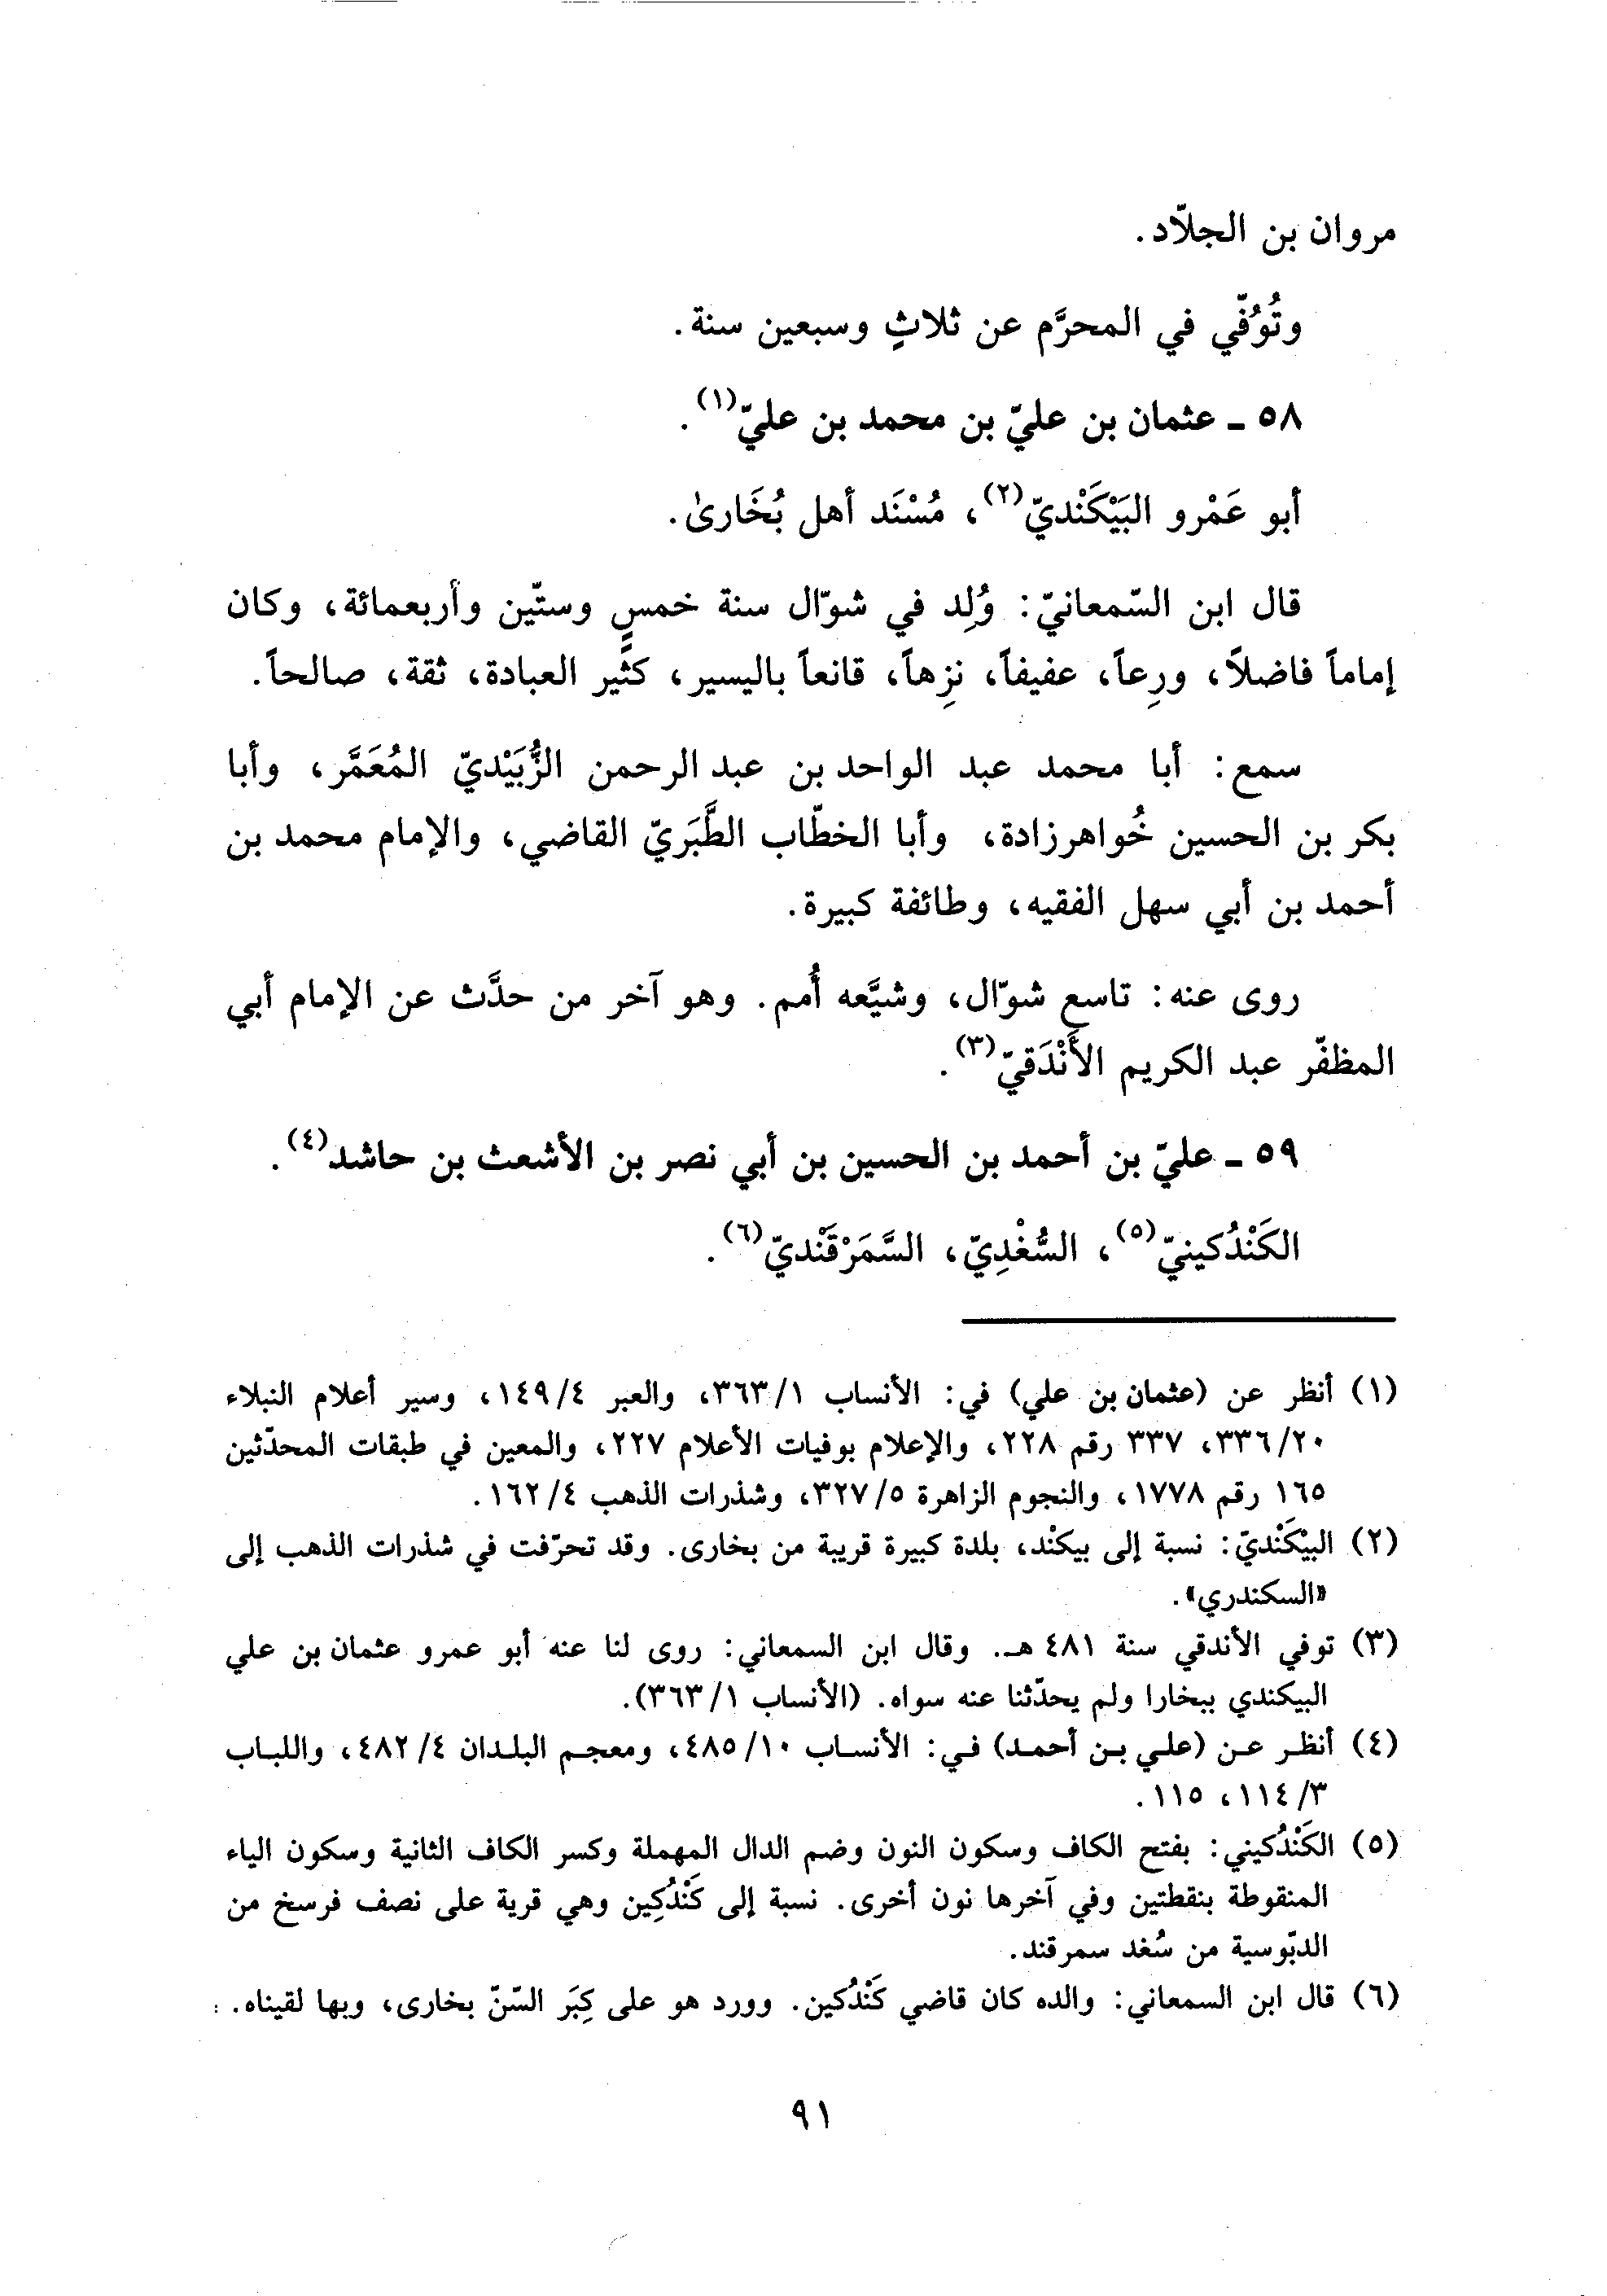 مروان بن الجلاّد.
وتُوُفّي في المحرَّم عن ثلاثٍ وسبعين سنة.
٥٨ ـ عثمان بن عليّ بن محمد بن عليّ(١).
أبو عَمْرو البَيْكَنْديّ(٢)، مُسْنَد أهل بُخَارىٰ.
قال ابن السّمعانيّ: وُلِد في شوّال سنة خمسٍ وستّين وأربعمائة، وكان
إماماً فاضلاً، ورِعاً، عفيفاً، نزِهاً، قانعاً باليسير، كثير العبادة، ثقة، صالحاً.
سمع: أبا محمد عبد الواحد بن عبد الرحمن الزُّبَيْديّ المُعَمَّر، وأبا
بكر بن الحسين خُواهرزادة، وأبا الخطّاب الطَّبَريّ القاضي، والإمام محمد بن
أحمد بن أبي سهل الفقيه، وطائفة كبيرة.
روى عنه: تاسع شوّال، وشيَّعه أُمم. وهو آخر من حدَّث عن الإمام أبي
المظفّر عبد الكريم الأَنْدَقيّ(٣).
٥٩ ـ عليّ بن أحمد بن الحسين بن أبي نصر بن الأشعث بن حاشد(٤).
الكَنْدُكينيّ(٥)، السُّغْدِيّ، السَّمَرْقَنْديّ(٦).
(١) أنظر عن (عثمان بن علي) في: الأنساب ٣٦٣/١، والعبر ١٤٩/٤، وسير أعلام النبلاء
٣٣٦/٢٠، ٣٣٧ رقم ٢٢٨، والإعلام بوفيات الأعلام ٢٢٧، والمعين في طبقات المحدّثين
١٦٥ رقم ١٧٧٨، والنجوم الزاهرة ٣٢٧/٥، وشذرات الذهب ١٦٢/٤.
(٢) البيْكَنْديّ: نسبة إلى بيكنْد، بلدة كبيرة قريبة من بخارى. وقد تحرّفت في شذرات الذهب إلى
«السكندري».
(٣) توفي الأندقي سنة ٤٨١ هـ. وقال ابن السمعاني: روى لنا عنه أبو عمرو عثمان بن علي
البيكندي ببخارا ولم يحدّثنا عنه سواه. (الأنساب ٣٦٣/١).
(٤) أنظر عن (علي بن أحمد) في: الأنساب ٤٨٥/١٠، ومعجم البلدان ٤٨٢/٤، واللباب
١١٤/٣، ١١٥.
(٥) الكَنْدُكيني: بفتح الكاف وسكون النون وضم الدال المهملة وكسر الكاف الثانية وسكون الياء
المنقوطة بنقطتين وفي آخرها نون أخرى. نسبة إلى كَنْدُكِين وهي قرية على نصف فرسخ من
الدبّوسية من سُغد سمرقند.
(٦) قال ابن السمعاني: والده كان قاضي كَنْدُكين. وورد هو على كِبَر السّنّ بخارى، وبها لقيناه. :
٩١